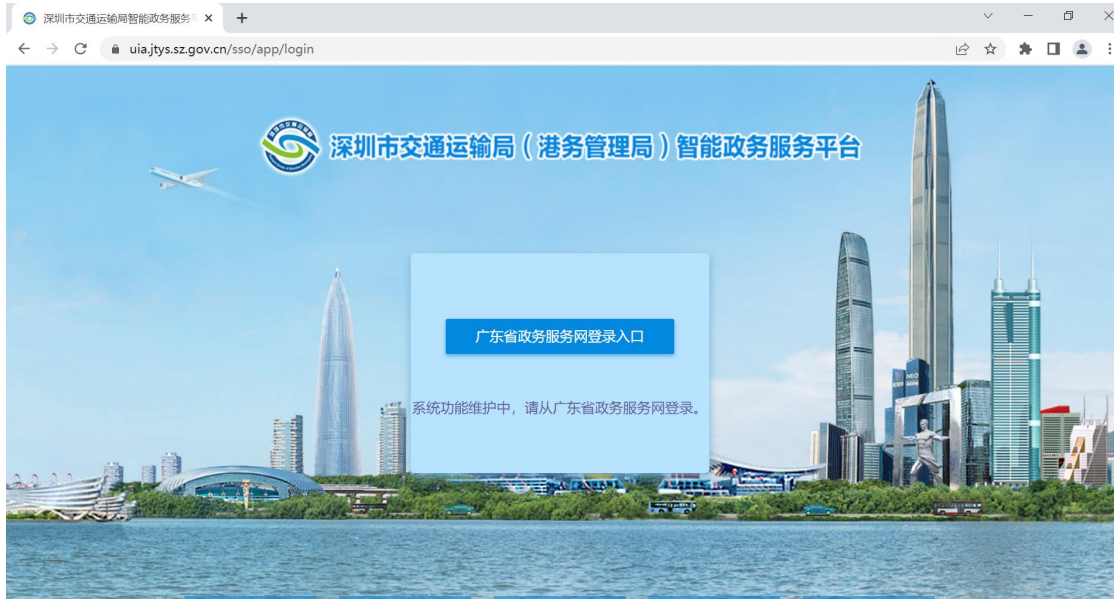 深圳市交通运输局智能政务服务
uia.jtys.sz.gov.cn/sso/app/login
深圳市交通运输局（港务管理局）智能政务服务平台
广东省政务服务网登录入口
系统功能维护中，请从广东省政务服务网登录。